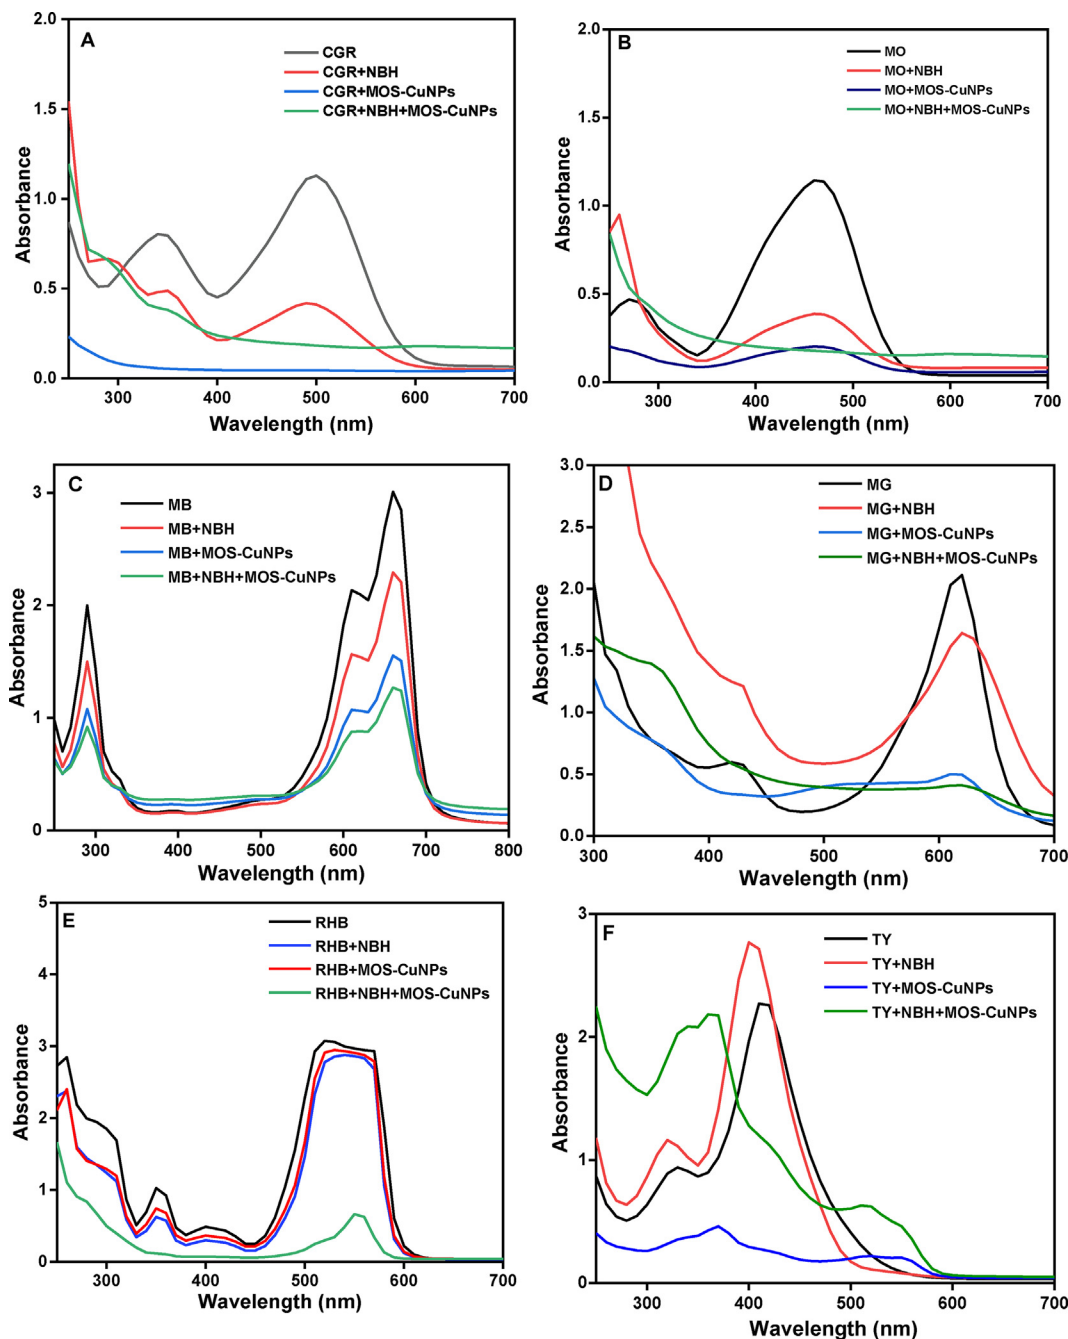 A
CGR
CGR+NBH
CGR+MOS-CuNPs
CGR+NBH+MOS-CuNPs
2.0
1.5
1.0
0.5
0.0
Absorbance
300 400 500 600 700
Wavelength (nm)
B
MO
MO+NBH
MO+MOS-CuNPs
MO+NBH+MOS-CuNPs
2.0
1.5
1.0
0.5
0.0
Absorbance
300 400 500 600 700
Wavelength (nm)
C
MB
MB+NBH
MB+MOS-CuNPs
MB+NBH+MOS-CuNPs
3
2
1
0
Absorbance
300 400 500 600 700 800
Wavelength (nm)
D
MG
MG+NBH
MG+MOS-CuNPs
MG+NBH+MOS-CuNPs
3.0
2.5
2.0
1.5
1.0
0.5
0.0
Absorbance
300 400 500 600 700
Wavelength (nm)
E
RHB
RHB+NBH
RHB+MOS-CuNPs
RHB+NBH+MOS-CuNPs
5
4
3
2
1
0
Absorbance
300 400 500 600 700
Wavelength (nm)
F
TY
TY+NBH
TY+MOS-CuNPs
TY+NBH+MOS-CuNPs
3
2
1
0
Absorbance
300 400 500 600 700
Wavelength (nm)